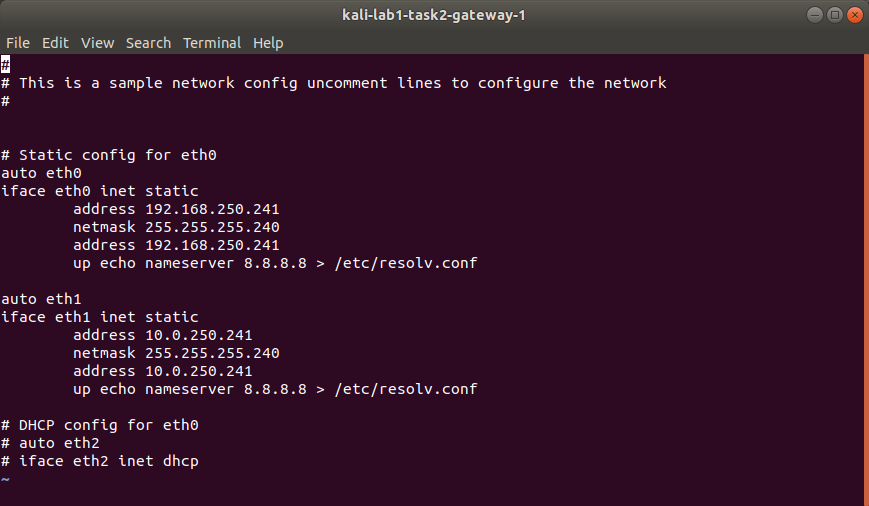 kali-lab1-task2-gateway-1
File Edit View Search Terminal Help
#
# This is a sample network config uncomment lines to configure the network
#
# Static config for eth0
auto eth0
iface eth0 inet static
address 192.168.250.241
netmask 255.255.255.240
address 192.168.250.241
up echo nameserver 8.8.8.8 > /etc/resolv.conf
auto eth1
iface eth1 inet static
address 10.0.250.241
netmask 255.255.255.240
address 10.0.250.241
up echo nameserver 8.8.8.8 > /etc/resolv.conf
# DHCP config for eth0
# auto eth2
# iface eth2 inet dhcp
~